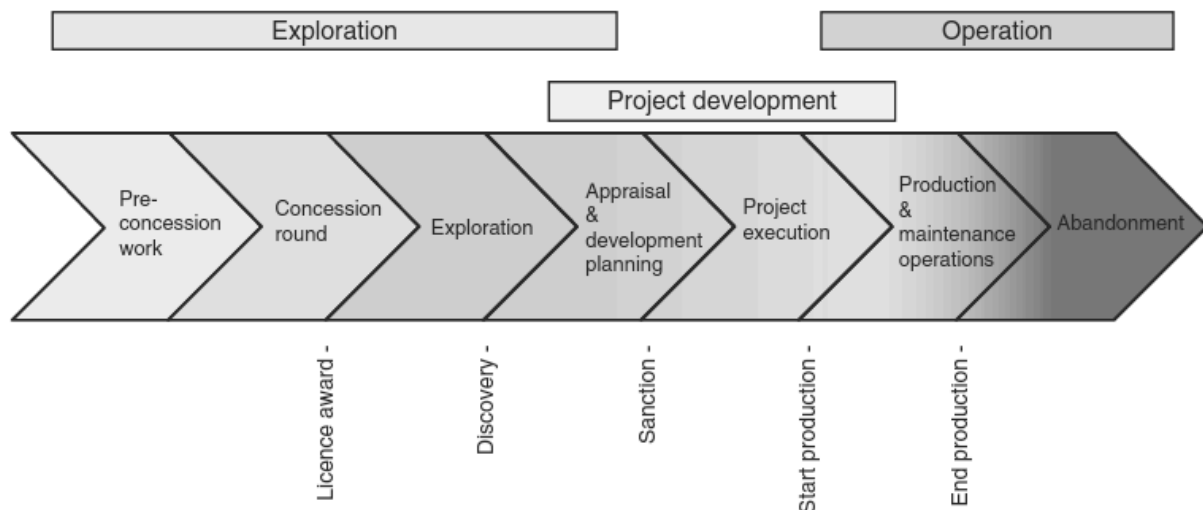 Exploration
Operation
Project development
Pre-
concession
work
Concession
round
Exploration
Appraisal
&
development
planning
Project
execution
Production
&
maintenance
operations
Abandonment
Licence award -
Discovery -
Sanction -
Start production -
End production-